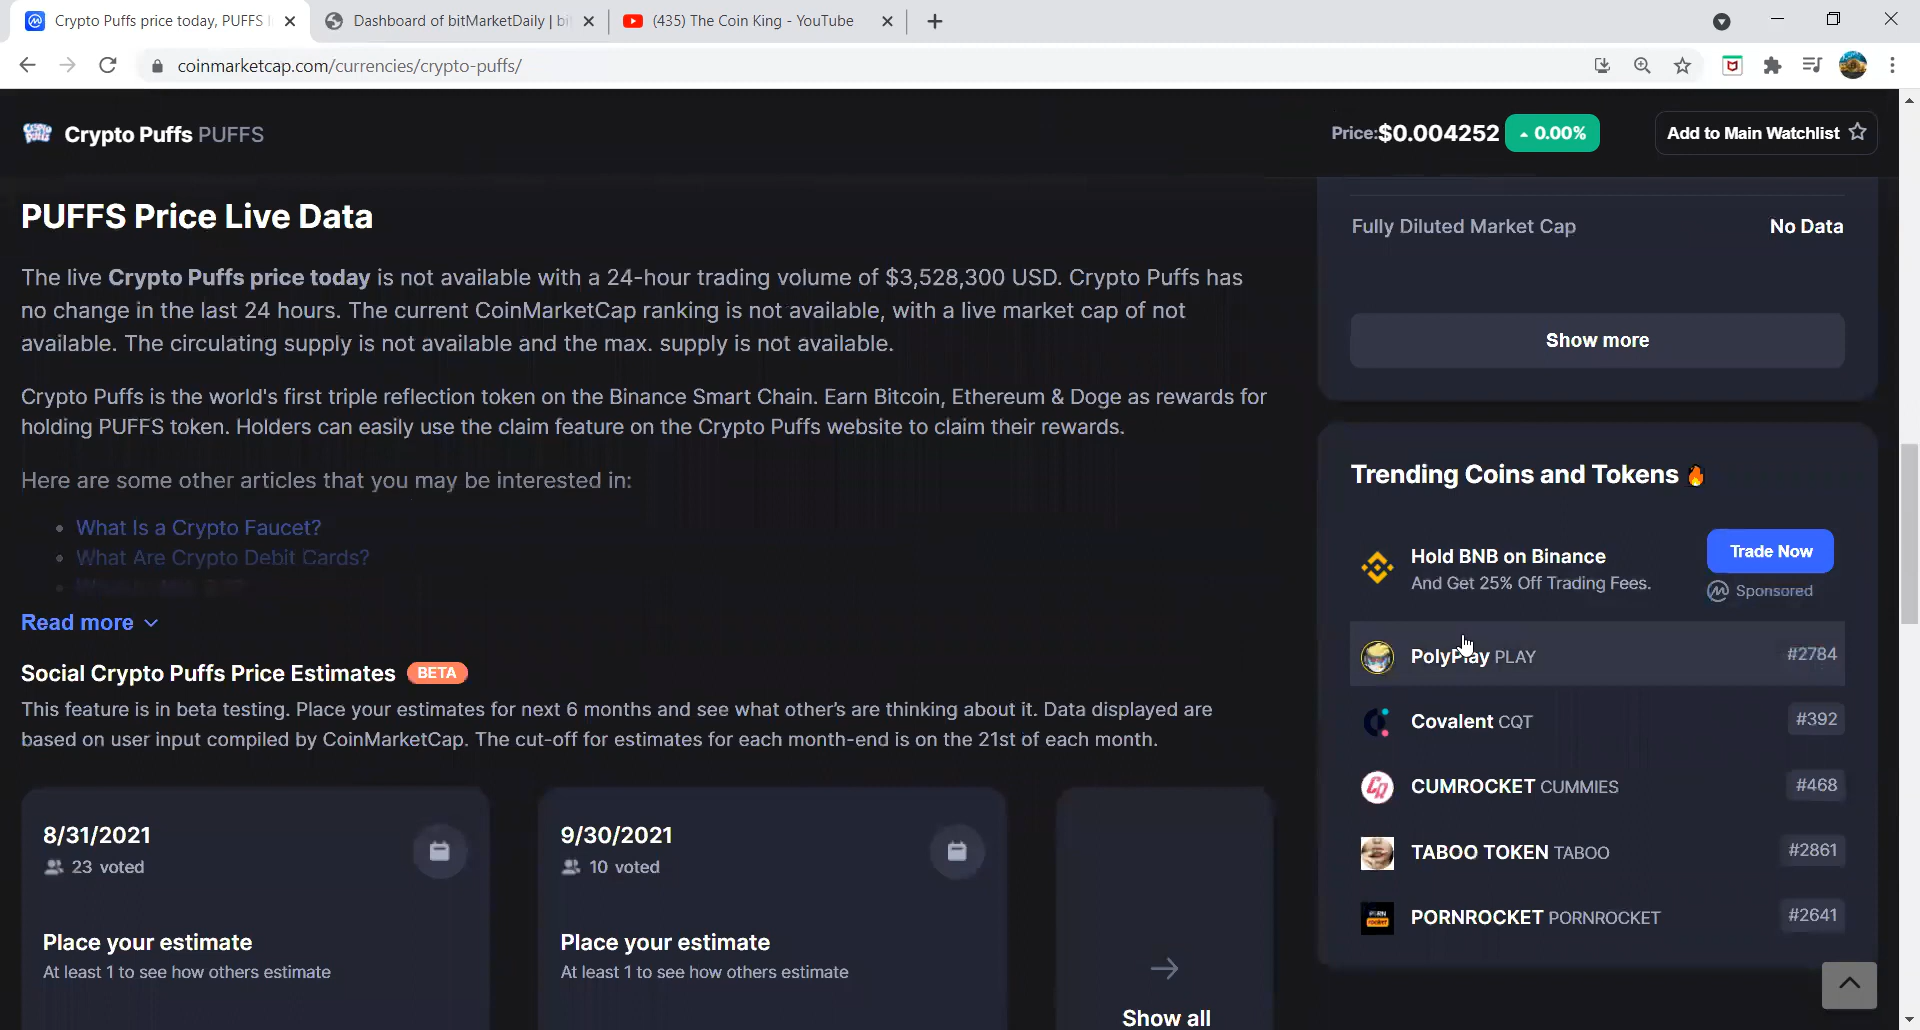 Crypto Puffs price today, PUFFS
Dashboard of bitMarketDaily |
(435) The Coin King - YouTube
coinmarketcap.com/currencies/crypto-puffs/
Crypto Puffs PUFFS
Price:$0.004252
0.00%
Add to Main Watchlist
PUFFS Price Live Data
The live Crypto Puffs price today is not available with a 24-hour trading volume of $3,528,300 USD. Crypto Puffs has
no change in the last 24 hours. The current CoinMarketCap ranking is not available, with a live market cap of not
available. The circulating supply is not available and the max. supply is not available.
Crypto Puffs is the world's first triple reflection token on the Binance Smart Chain. Earn Bitcoin, Ethereum & Doge as rewards for
holding PUFFS token. Holders can easily use the claim feature on the Crypto Puffs website to claim their rewards.
Here are some other articles that you may be interested in:
• What Is a Crypto Faucet?
• What Are Crypto Debit Cards?
Read more
Social Crypto Puffs Price Estimates BETA
This feature is in beta testing. Place your estimates for next 6 months and see what other's are thinking about it. Data displayed are
based on user input compiled by CoinMarketCap. The cut-off for estimates for each month-end is on the 21st of each month.
8/31/2021
23 voted
Place your estimate
At least 1 to see how others estimate
9/30/2021
10 voted
Place your estimate
At least 1 to see how others estimate
Show all
Fully Diluted Market Cap No Data
Show more
Trending Coins and Tokens 🔥
Hold BNB on Binance
And Get 25% Off Trading Fees.
Trade Now
Sponsored
PolyPlay PLAY #2784
Covalent CQT #392
CUMROCKET CUMMIES #468
TABOO TOKEN TABOO #2861
PORNROCKET PORNROCKET #2641